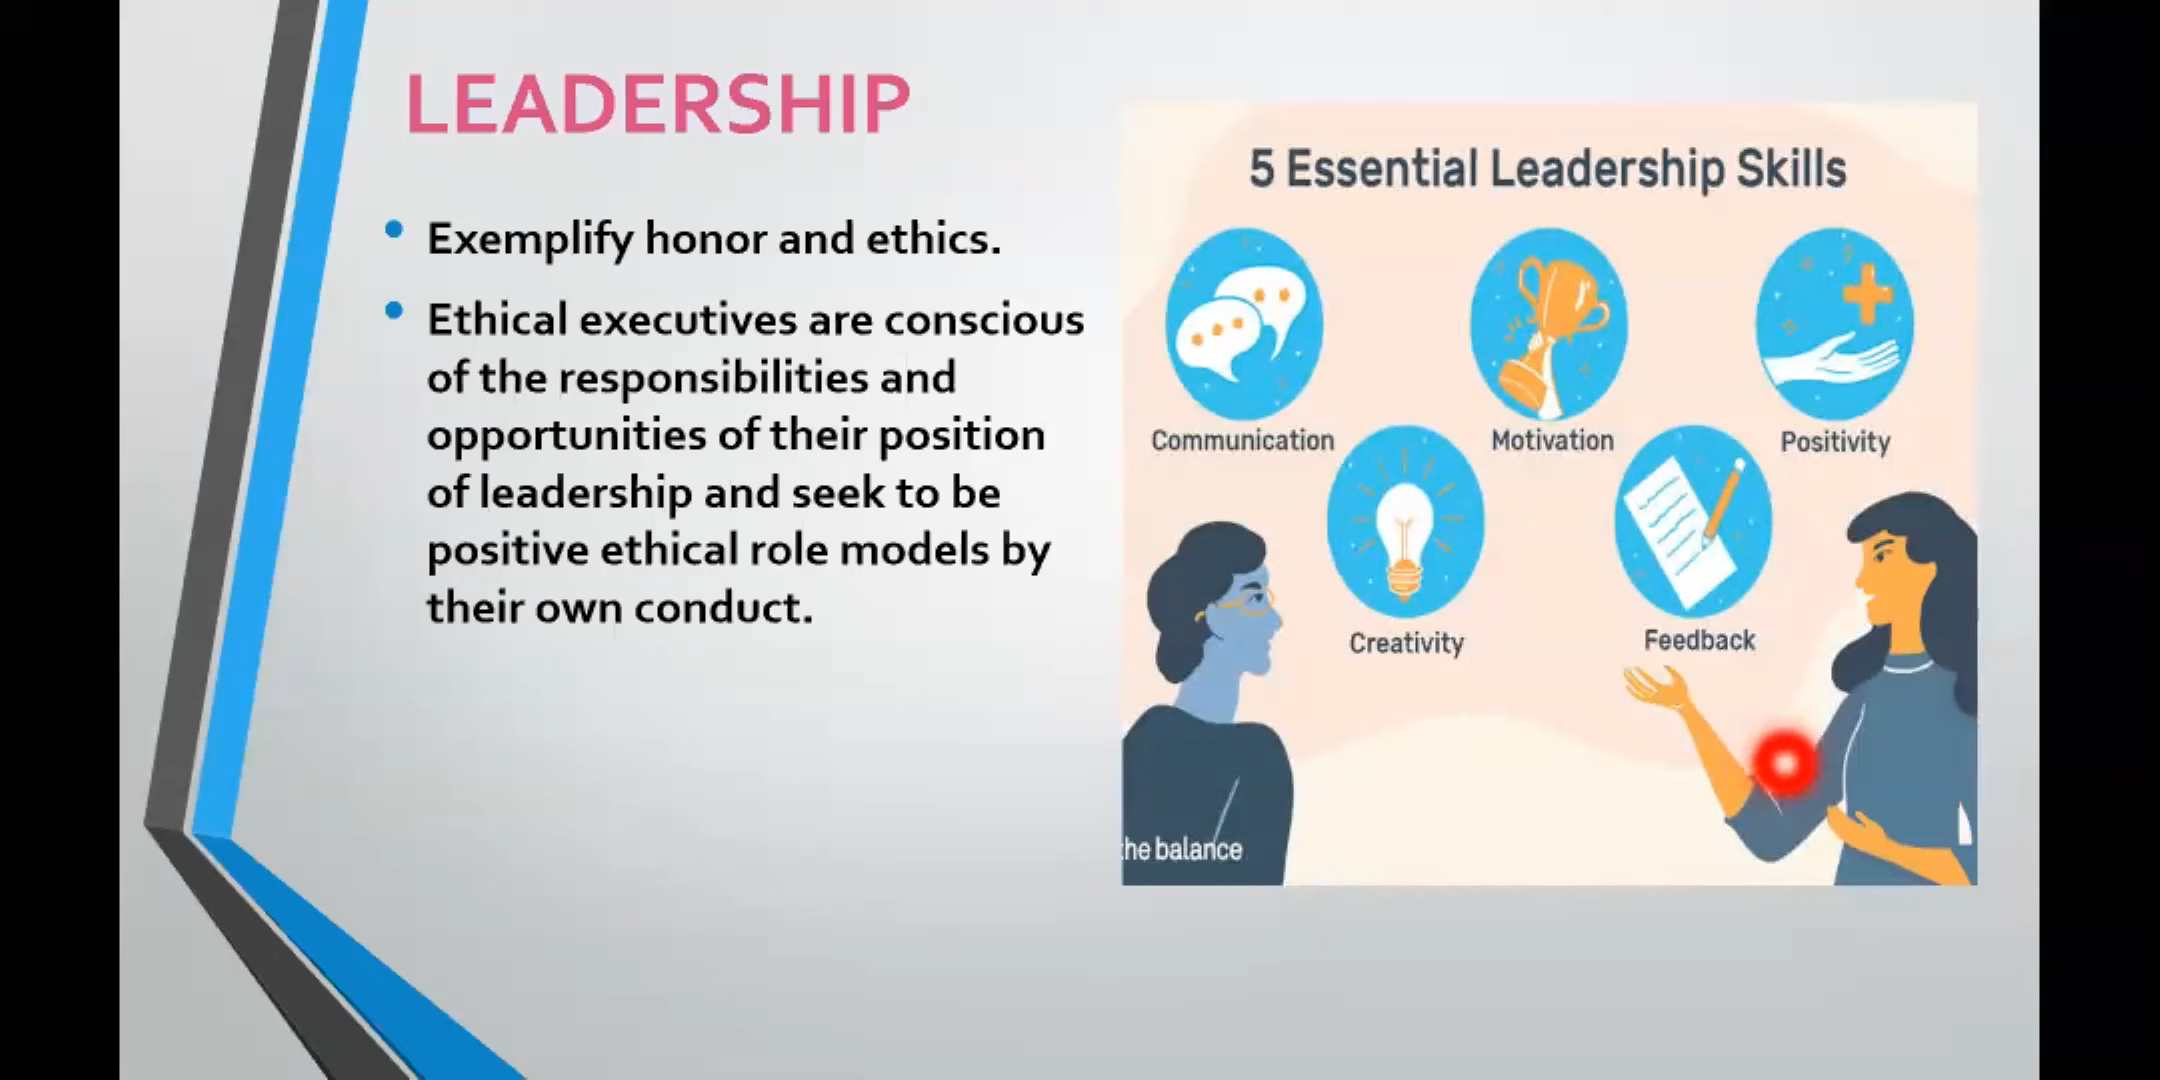 LEADERSHIP
Exemplify honor and ethics.
Ethical executives are conscious
of the responsibilities and
opportunities of their position
of leadership and seek to be
positive ethical role models by
their own conduct.
5 Essential Leadership Skills
Communication
Motivation
Positivity
Creativity
Feedback
the balance